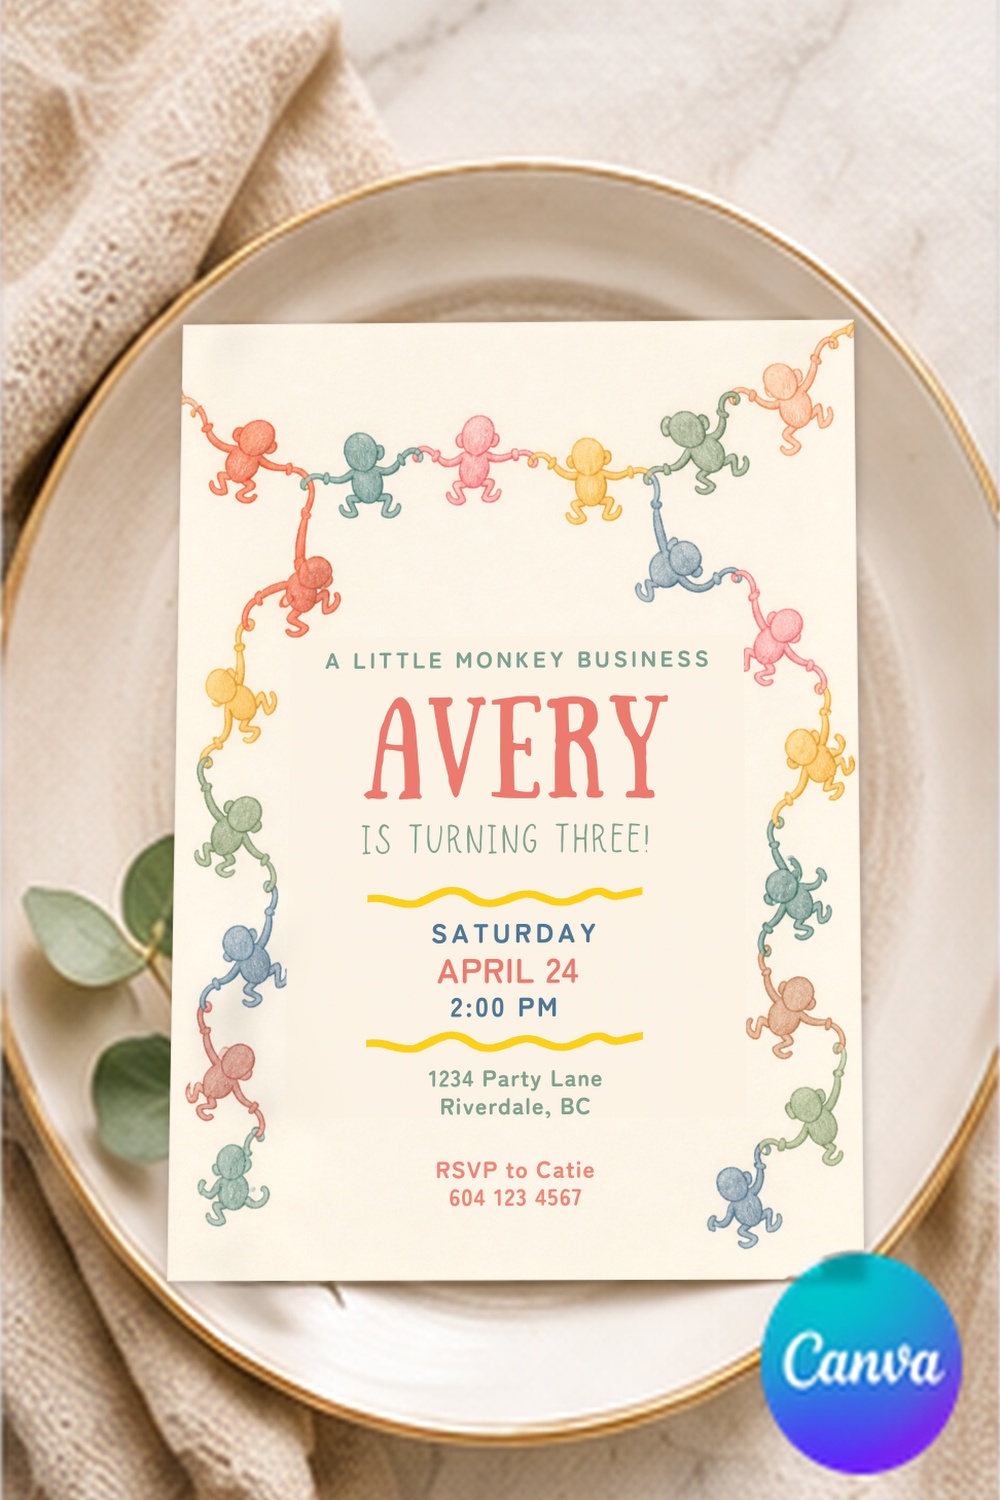 A LITTLE MONKEY BUSINESS
AVERY
IS TURNING THREE!
SATURDAY
APRIL 24
2:00 PM
1234 Party Lane
Riverdale, BC
RSVP to Catie
604 123 4567
Canva